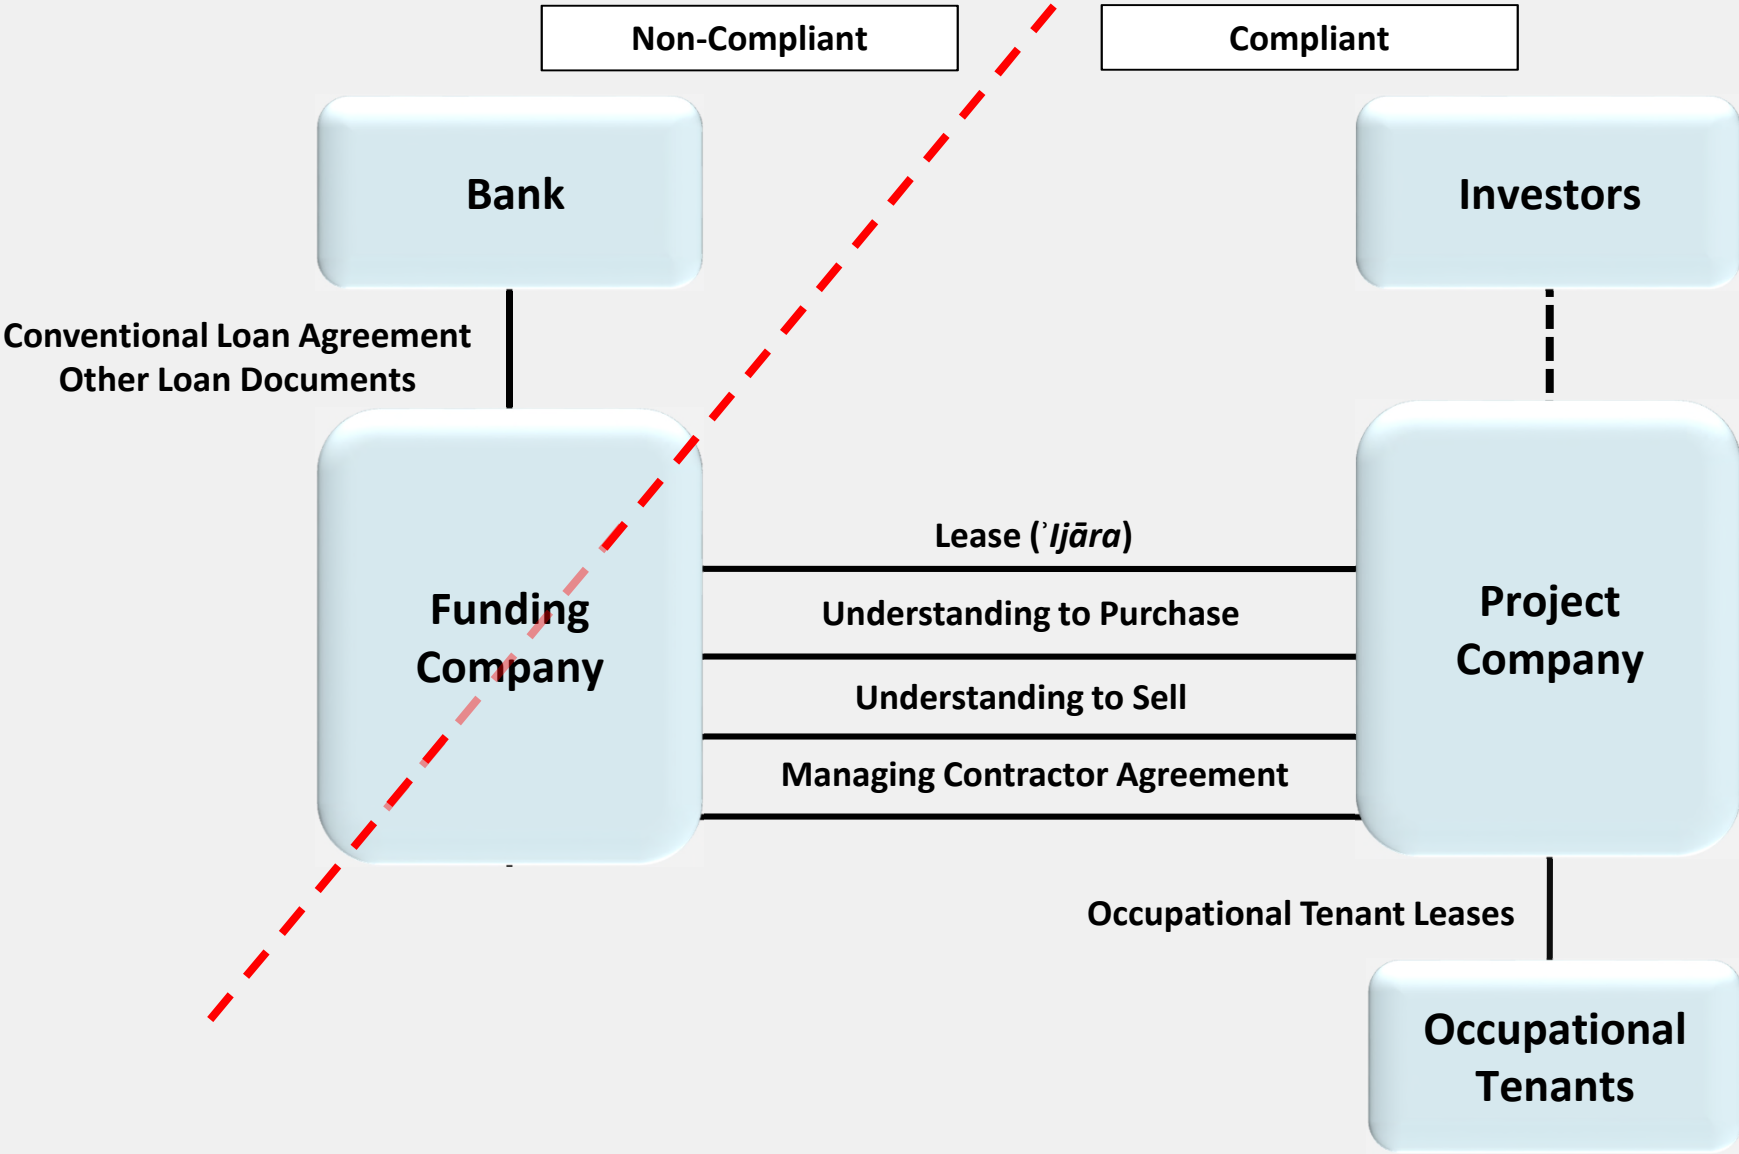 Non-Compliant
Compliant
Bank
Investors
Conventional Loan Agreement
Other Loan Documents
Lease (ʾIjāra)
Funding
Company
Understanding to Purchase
Project
Company
Understanding to Sell
Managing Contractor Agreement
Occupational Tenant Leases
Occupational
Tenants